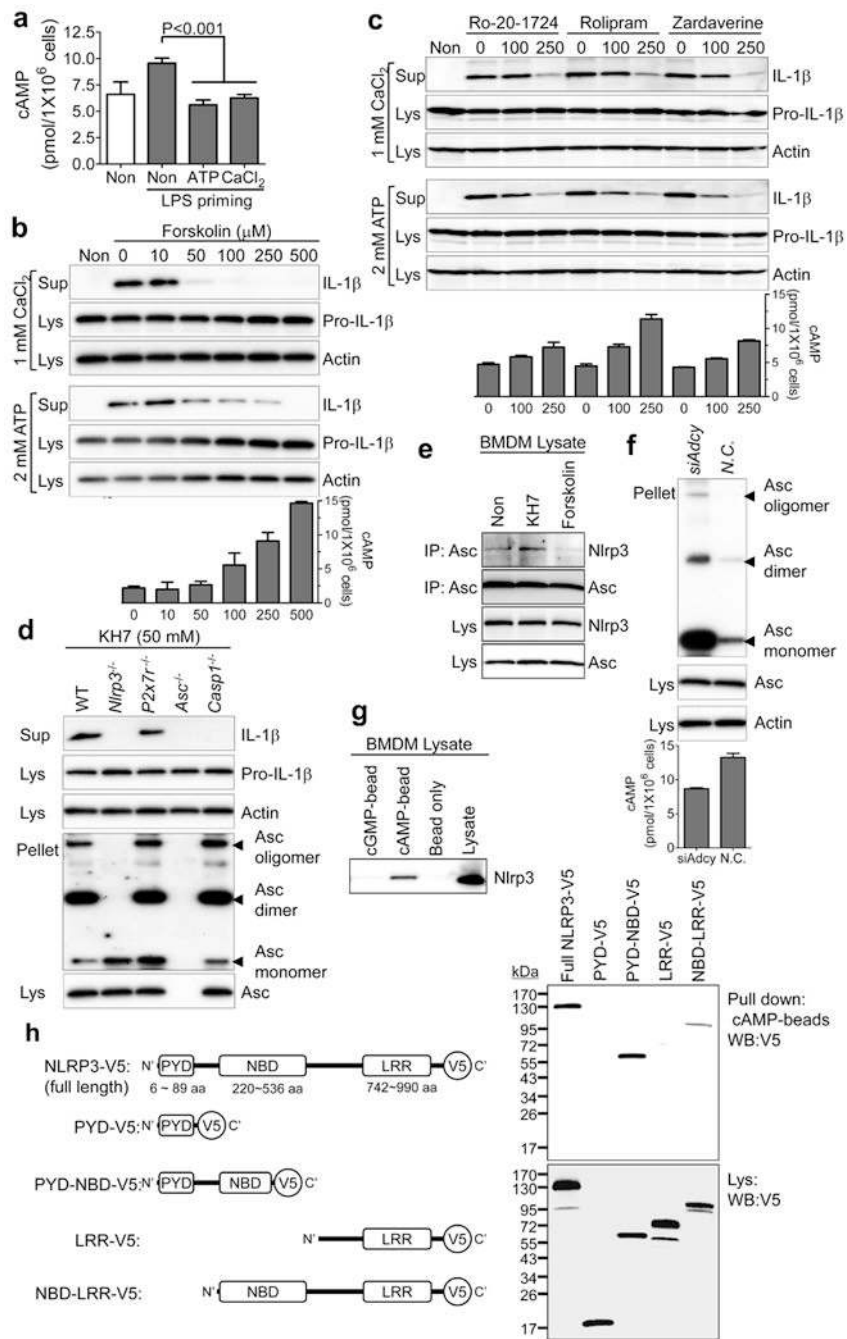 a
P<0.001
cAMP
(pmol/1X10⁶ cells)
12.5
10.0
7.5
5.0
2.5
0.0
Non
Non ATP CaCl₂
LPS priming
b
Forskolin (μM)
Non 0 10 50 100 250 500
1 mM CaCl₂
Sup IL-1β
Lys Pro-IL-1β
Lys Actin
2 mM ATP
Sup IL-1β
Lys Pro-IL-1β
Lys Actin
15
10
5
0
cAMP
(pmol/1X10⁶ cells)
0 10 50 100 250 500
c
Ro-20-1724 Rolipram Zardaverine
Non 0 100 250 0 100 250 0 100 250
1 mM CaCl₂
Sup IL-1β
Lys Pro-IL-1β
Lys Actin
2 mM ATP
Sup IL-1β
Lys Pro-IL-1β
Lys Actin
15
10
5
0
cAMP
(pmol/1X10⁶ cells)
0 100 250 0 100 250 0 100 250
d
KH7 (50 mM)
WT Nlrp3-/- P2x7r-/- Asc-/- Casp1-/-
Sup IL-1β
Lys Pro-IL-1β
Lys Actin
Pellet Asc
oligomer
Asc
dimer
Asc
monomer
Lys Asc
e
BMDM Lysate
Non KH7 Forskolin
IP: Asc Nlrp3
IP: Asc Asc
Lys Nlrp3
Lys Asc
f
siAdcy N.C.
Pellet Asc
oligomer
Asc
dimer
Asc
monomer
Lys Asc
Lys Actin
cAMP
(pmol/1X10⁶ cells)
15
10
5
0
siAdcy N.C.
g
BMDM Lysate
cGMP-bead cAMP-bead Bead only Lysate
Nlrp3
h
NLRP3-V5: N' PYD NBD LRR V5 C'
(full length) 6 ~ 89 aa 220~536 aa 742~990 aa
PYD-V5: N' PYD V5 C'
PYD-NBD-V5: N' PYD NBD V5 C'
LRR-V5: N' LRR V5 C'
NBD-LRR-V5: N' NBD LRR V5 C'
Full NLRP3-V5 PYD-V5 PYD-NBD-V5 LRR-V5 NBD-LRR-V5
kDa
170
130
95
72
55
43
34
26
17
Pull down:
cAMP-beads
WB:V5
170
130
95
72
55
43
34
26
17
Lys:
WB:V5